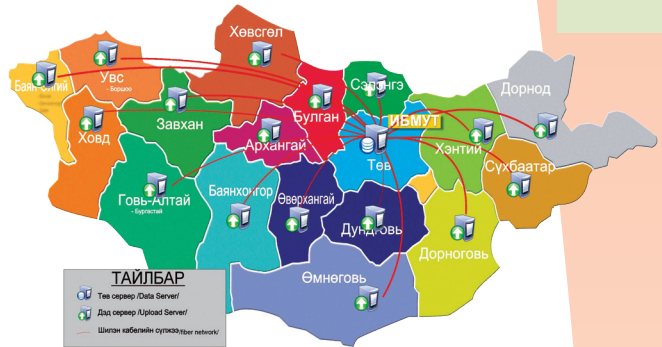 Хөвсгөл
Увс
- Боршоо
Баян-Өлгий
Сэлэнгэ
Дорнод
Ховд
Завхан
Булган
ИБМУТ
Архангай
Төв
Хэнтий
Сүхбаатар
Говь-Алтай
- Бургастай
Баянхонгор
Өвөрхангай
Дундговь
Дорноговь
Өмнөговь
ТАЙЛБАР
Төв сервер /Data Server/
Дэд сервер /Upload Server/
Шилэн кабелийн сүлжээ/fiber network/